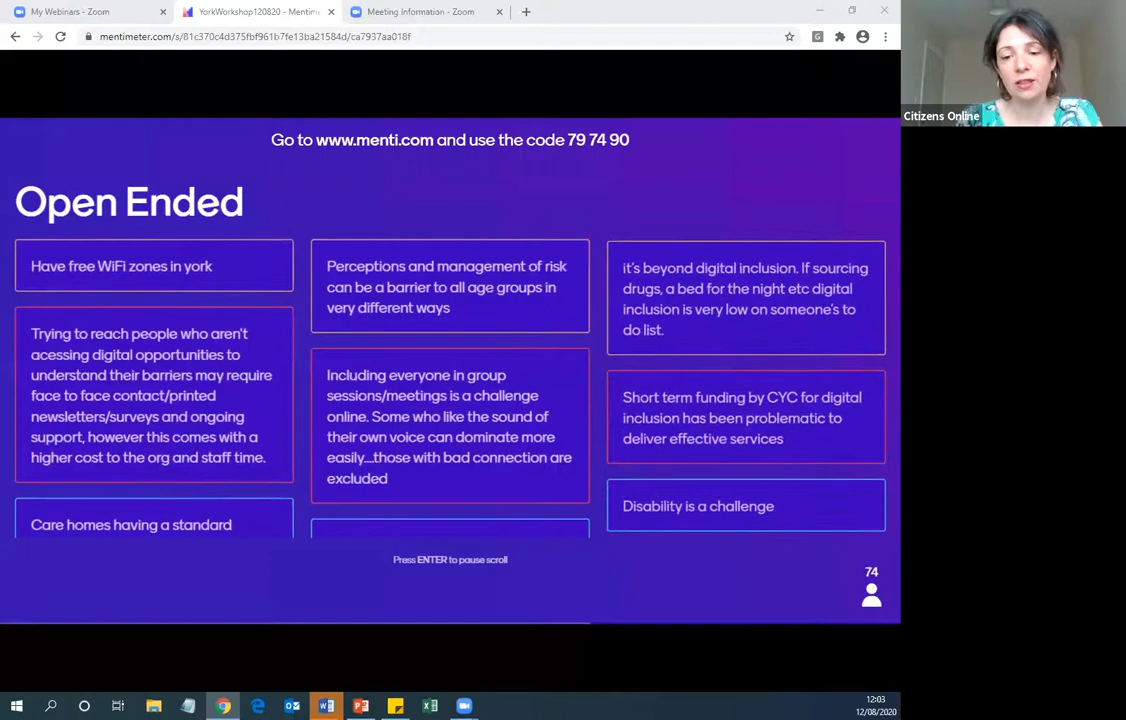 My Webinars - Zoom
YorkWorkshop120820 - Mentim
Meeting Information - Zoom
mentimeter.com/s/81c370c4d375fbf961b7fe13ba21584d/ca7937aa018f
Citizens Online
Go to www.menti.com and use the code 79 74 90
Open Ended
Have free WiFi zones in york
Trying to reach people who aren't
acessing digital opportunities to
understand their barriers may require
face to face contact/printed
newsletters/surveys and ongoing
support, however this comes with a
higher cost to the org and staff time.
Care homes having a standard
Perceptions and management of risk
can be a barrier to all age groups in
very different ways
Including everyone in group
sessions/meetings is a challenge
online. Some who like the sound of
their own voice can dominate more
easily....those with bad connection are
excluded
it's beyond digital inclusion. If sourcing
drugs, a bed for the night etc digital
inclusion is very low on someone's to
do list.
Short term funding by CYC for digital
inclusion has been problematic to
deliver effective services
Disability is a challenge
Press ENTER to pause scroll
74
12:03
12/08/2020